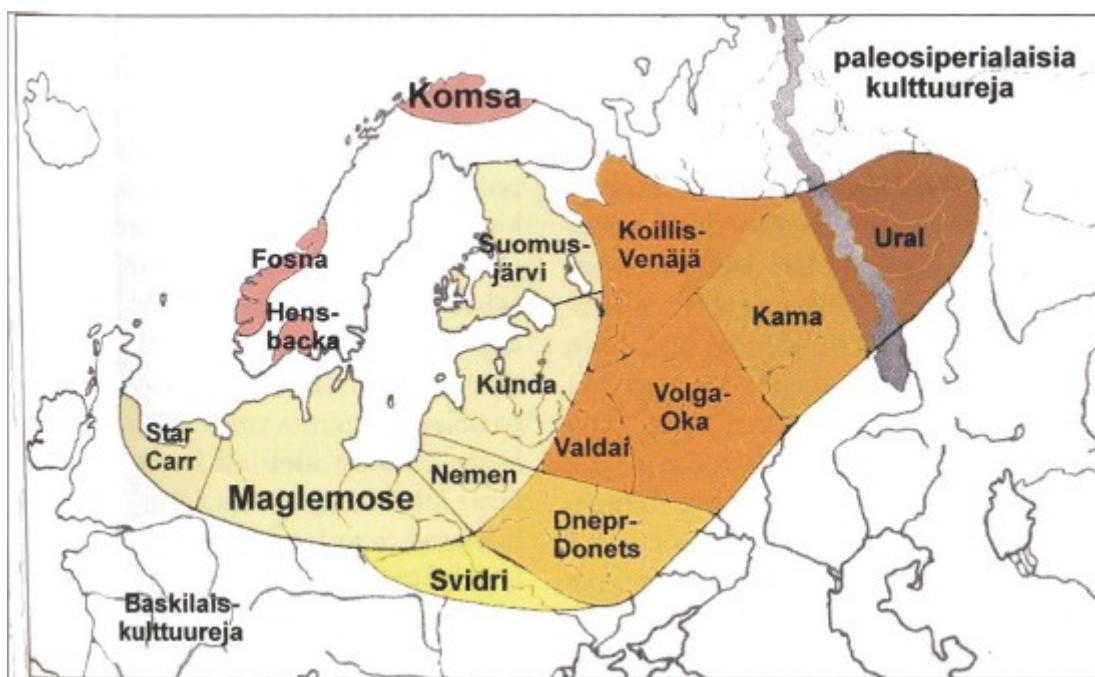 paleosiperialaisia
kulttuureja
Komsa
Koillis-
Venäjä
Ural
Suomus-
järvi
Fosna
Hens-
backa
Kama
Kunda
Volga-
Oka
Star
Carr
Valdai
Nemen
Maglemose
Dnepr-
Donets
Svidri
Baskilais-
kulttuureja